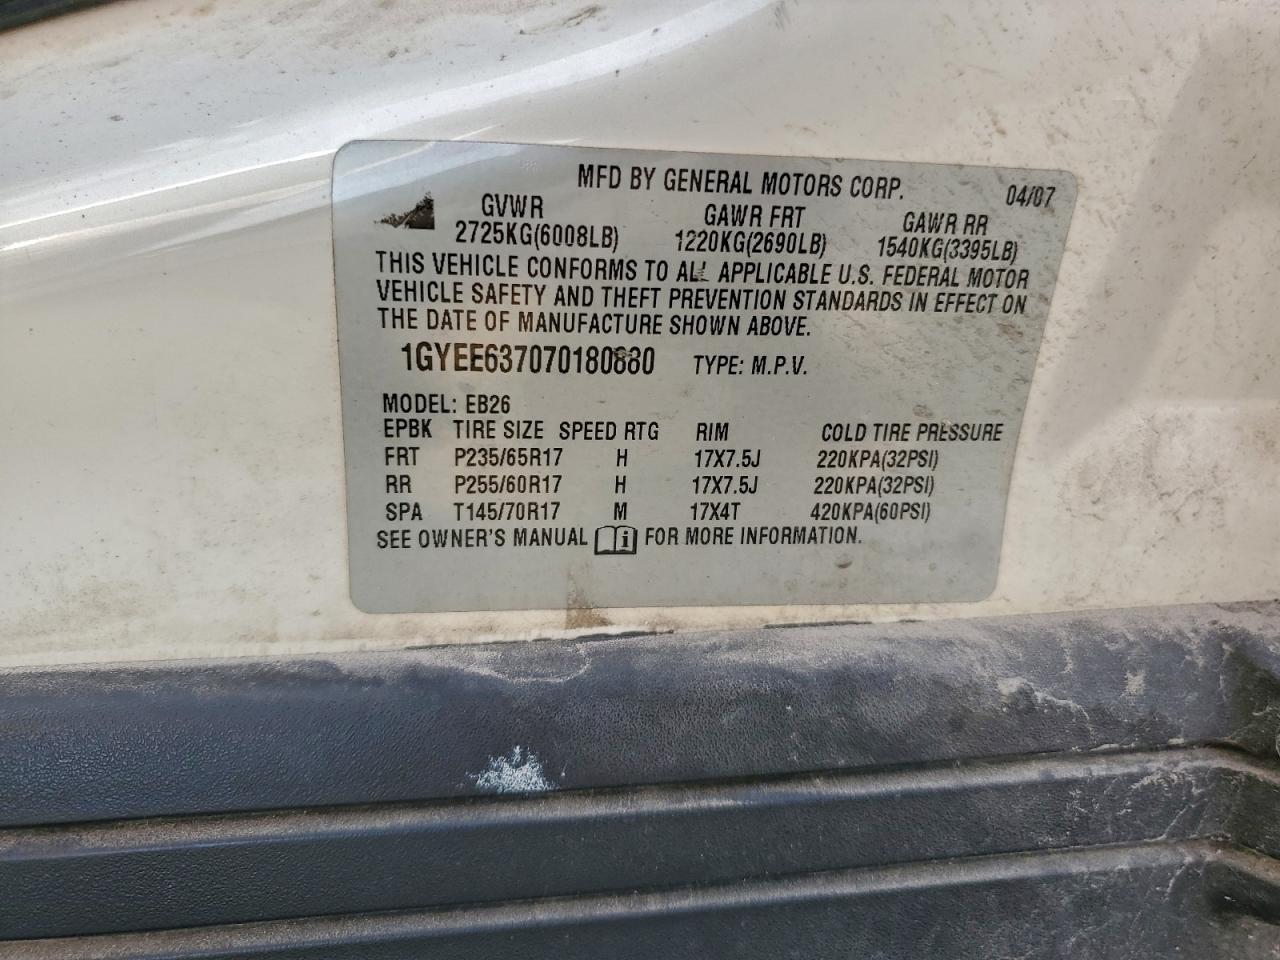 MFD BY GENERAL MOTORS CORP. 04/07
GVWR GAWR FRT GAWR RR
2725KG(6008LB) 1220KG(2690LB) 1540KG(3395LB)
THIS VEHICLE CONFORMS TO ALL APPLICABLE U.S. FEDERAL MOTOR
VEHICLE SAFETY AND THEFT PREVENTION STANDARDS IN EFFECT ON
THE DATE OF MANUFACTURE SHOWN ABOVE.
TYPE: M.P.V.
MODEL: EB26
EPBK TIRE SIZE SPEED RTG RIM COLD TIRE PRESSURE
FRT P235/65R17 H 17X7.5J 220KPA(32PSI)
RR P255/60R17 H 17X7.5J 220KPA(32PSI)
SPA T145/70R17 M 17X4T 420KPA(60PSI)
SEE OWNER'S MANUAL i FOR MORE INFORMATION.